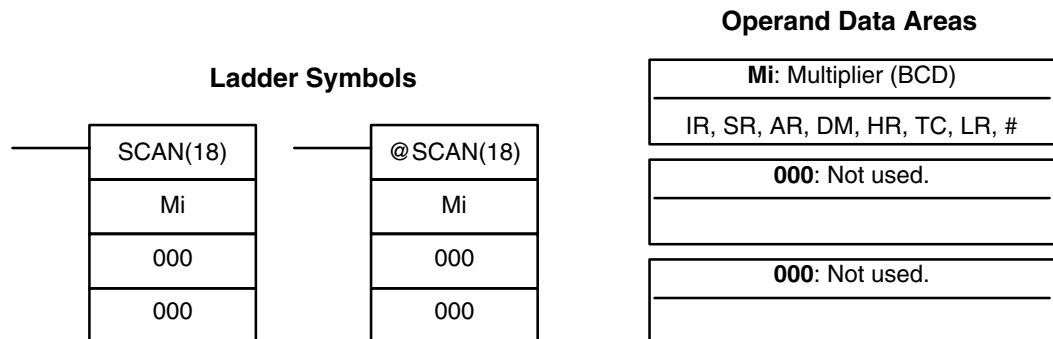 Ladder Symbols
SCAN(18)
Mi
000
000
@SCAN(18)
Mi
000
000
Operand Data Areas
Mi: Multiplier (BCD)
IR, SR, AR, DM, HR, TC, LR, #
000: Not used.
000: Not used.